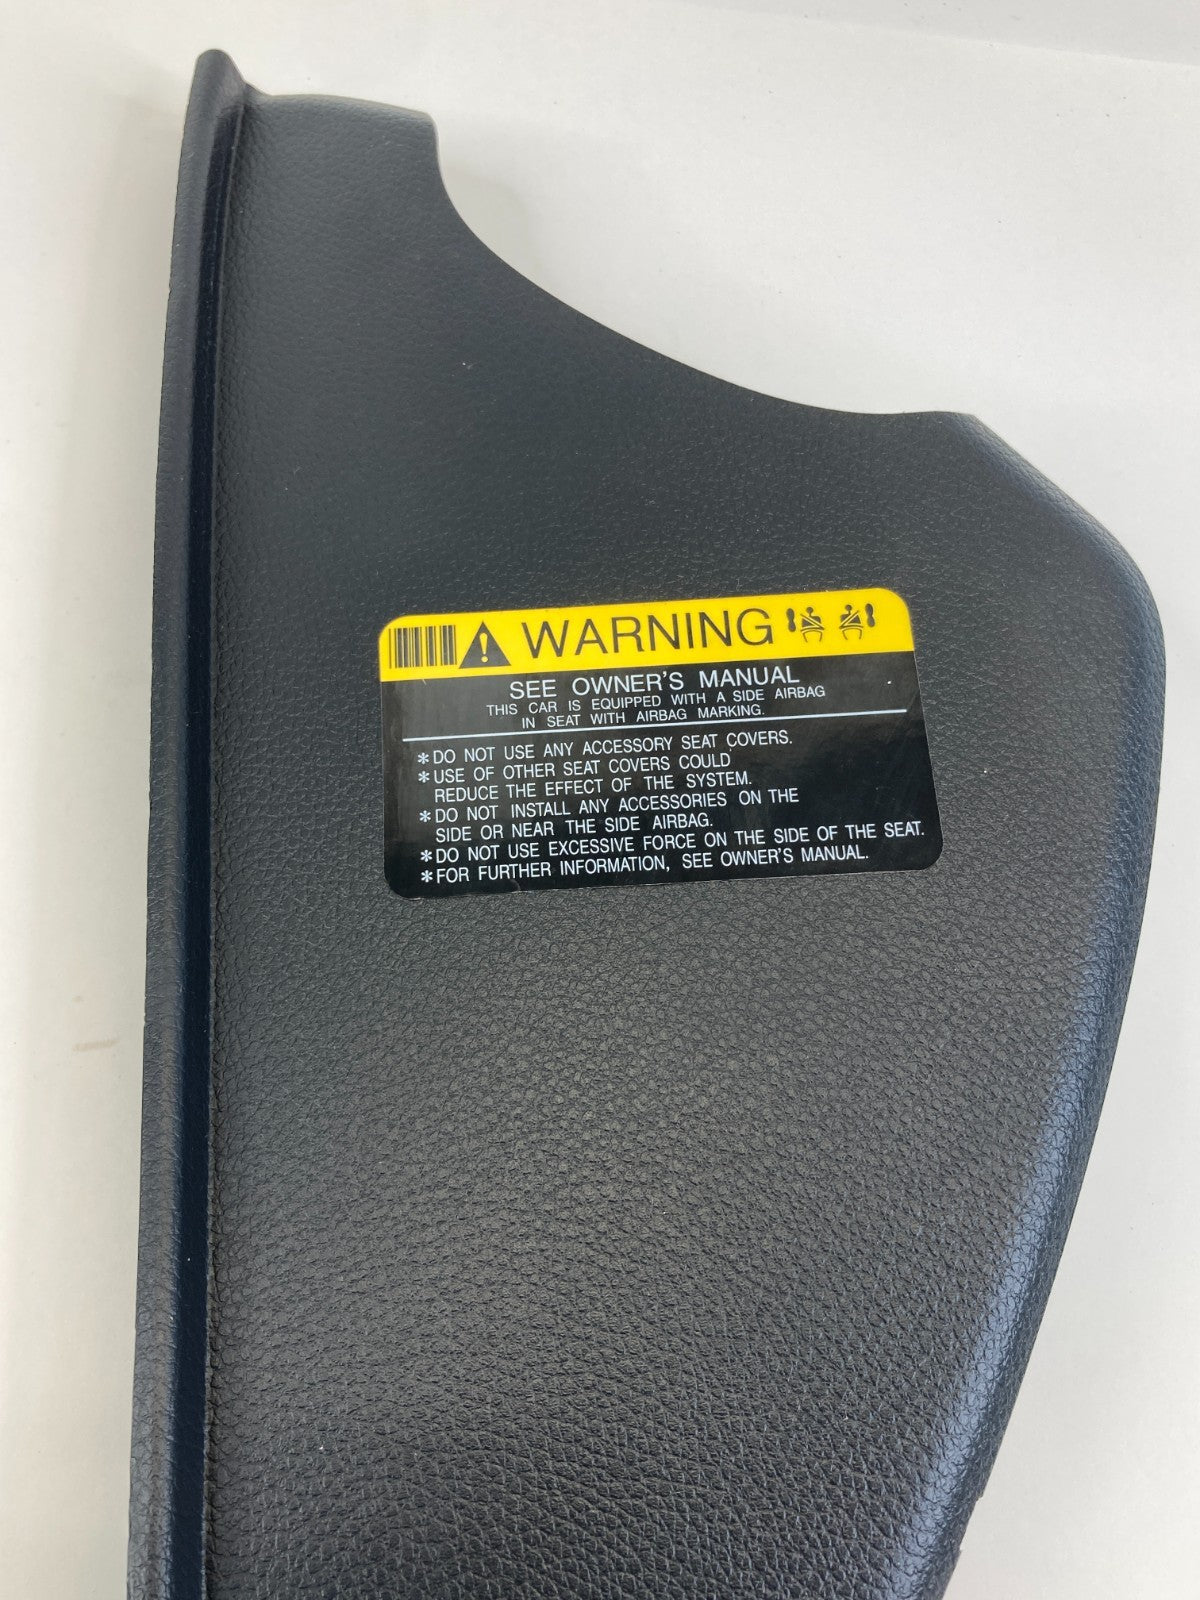 WARNING
SEE OWNER'S MANUAL
THIS CAR IS EQUIPPED WITH A SIDE AIRBAG
IN SEAT WITH AIRBAG MARKING.
*DO NOT USE ANY ACCESSORY SEAT COVERS.
*USE OF OTHER SEAT COVERS COULD
REDUCE THE EFFECT OF THE SYSTEM.
*DO NOT INSTALL ANY ACCESSORIES ON THE
SIDE OR NEAR THE SIDE AIRBAG.
*DO NOT USE EXCESSIVE FORCE ON THE SIDE OF THE SEAT.
*FOR FURTHER INFORMATION, SEE OWNER'S MANUAL.